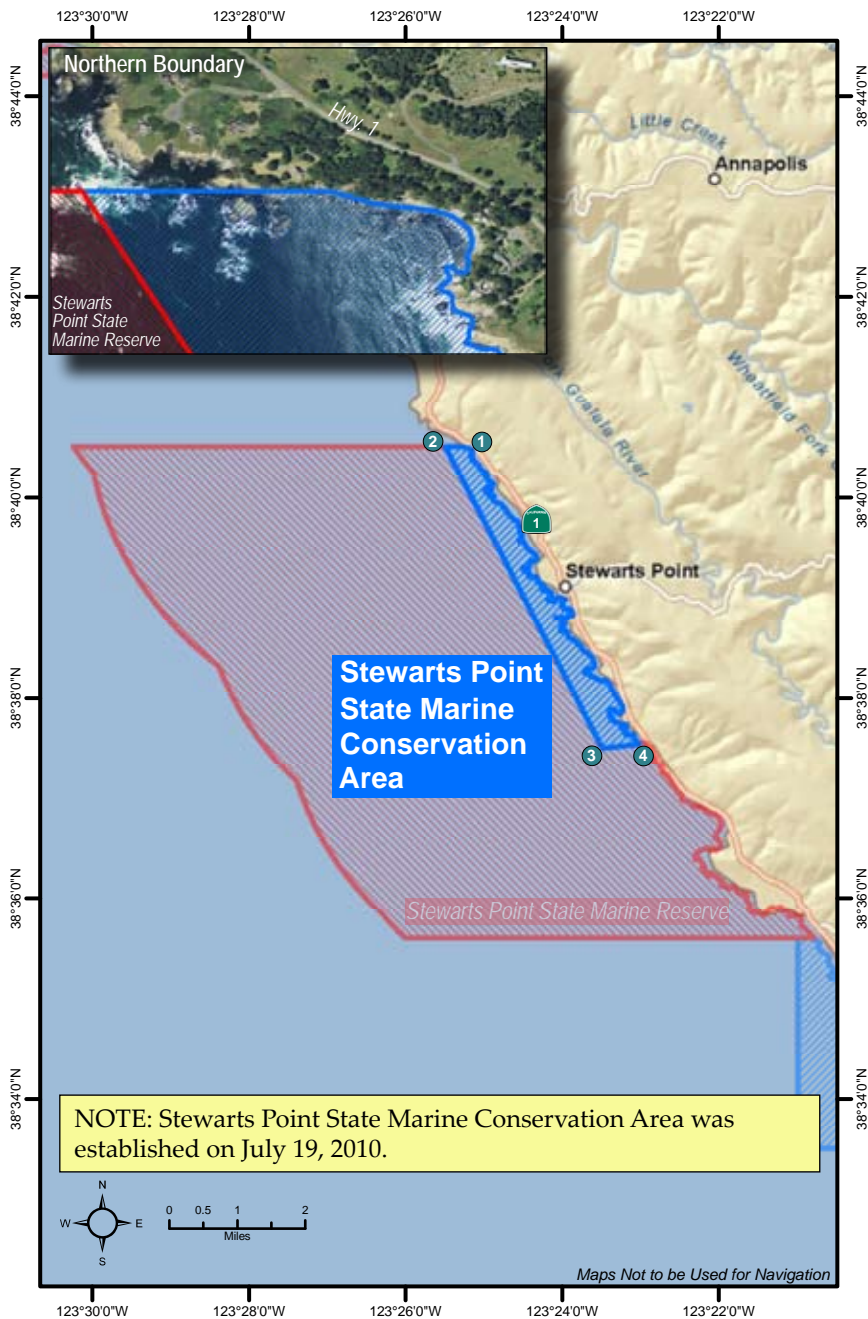 123°30'0"W
123°28'0"W
123°26'0"W
123°24'0"W
123°22'0"W
38°44'0"N
38°44'0"N
Northern Boundary
Hwy. 1
Stewarts
Point State
Marine Reserve
Little Creek
Annapolis
38°42'0"N
38°42'0"N
Gualala River
Wheatfield Fork
2
1
38°40'0"N
38°40'0"N
CALIFORNIA
1
Stewarts Point
38°38'0"N
38°38'0"N
Stewarts Point
State Marine
Conservation
Area
3
4
38°36'0"N
38°36'0"N
Stewarts Point State Marine Reserve
38°34'0"N
38°34'0"N
NOTE: Stewarts Point State Marine Conservation Area was
established on July 19, 2010.
N
W
E
S
0 0.5 1 2
Miles
Maps Not to be Used for Navigation
123°30'0"W
123°28'0"W
123°26'0"W
123°24'0"W
123°22'0"W